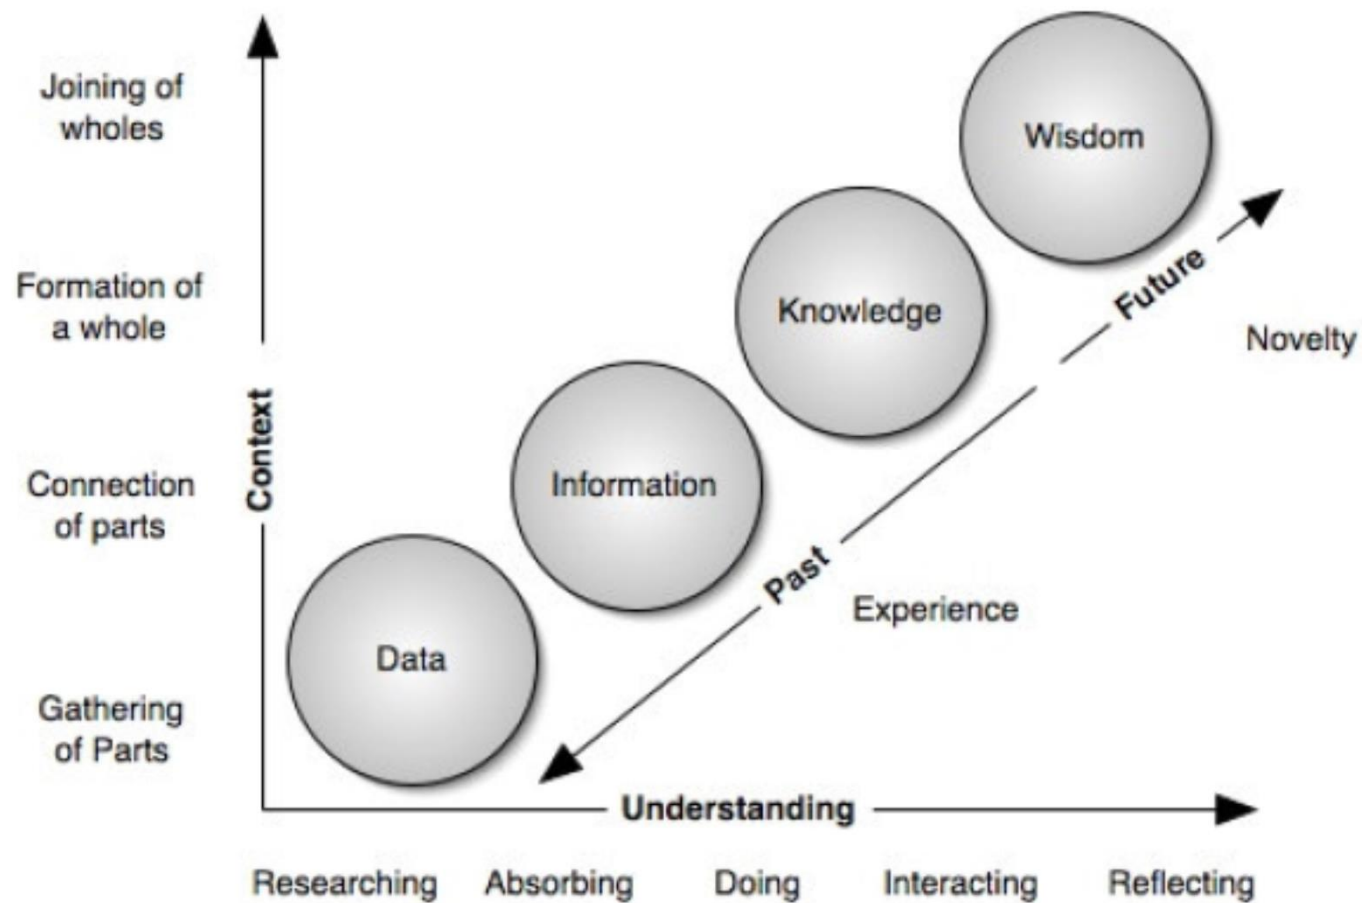 Joining of
wholes
Wisdom
Future
Formation of
a whole
Knowledge
Novelty
Context
Connection
of parts
Information
Past
Experience
Data
Gathering
of Parts
Understanding
Researching Absorbing Doing Interacting Reflecting